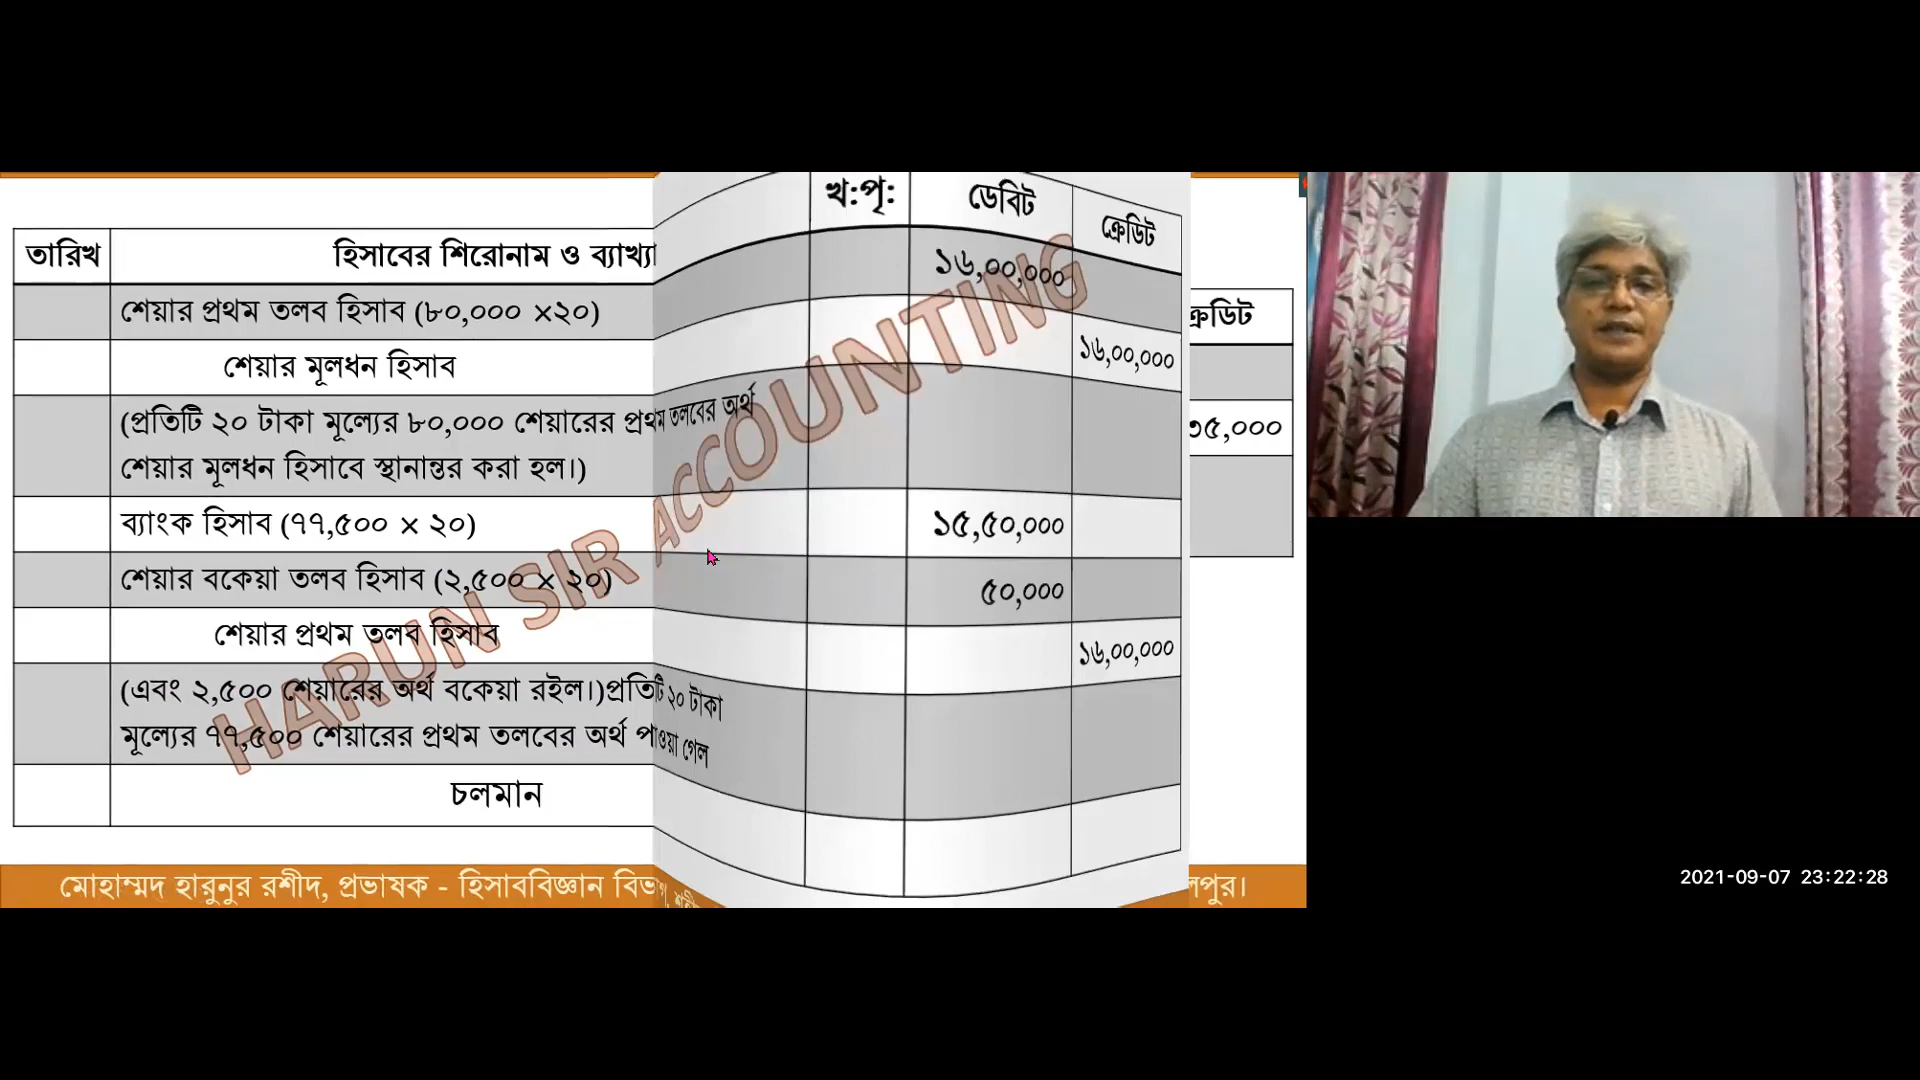 তারিখ হিসাবের শিরোনাম ও ব্যাখ্যা খ:পৃ: ডেবিট ক্রেডিট
শেয়ার প্রথম তলব হিসাব (৮০,০০০ ×২০) ১৬,০০,০০০
শেয়ার মূলধন হিসাব ১৬,০০,০০০
(প্রতিটি ২০ টাকা মূল্যের ৮০,০০০ শেয়ারের প্রথম তলবের অর্থ
শেয়ার মূলধন হিসাবে স্থানান্তর করা হল।)
ব্যাংক হিসাব (৭৭,৫০০ × ২০) ১৫,৫০,০০০
শেয়ার বকেয়া তলব হিসাব (২,৫০০ × ২০) ৫০,০০০
শেয়ার প্রথম তলব হিসাব ১৬,০০,০০০
(এবং ২,৫০০ শেয়ারের অর্থ বকেয়া রইল।)প্রতিটি ২০ টাকা
মূল্যের ৭৭,৫০০ শেয়ারের প্রথম তলবের অর্থ পাওয়া গেল
চলমান
ক্রেডিট
৩৫,০০০
HARUN SIR ACCOUNTING
মোহাম্মদ হারুনুর রশীদ, প্রভাষক - হিসাববিজ্ঞান
2021-09-07 23:22:28